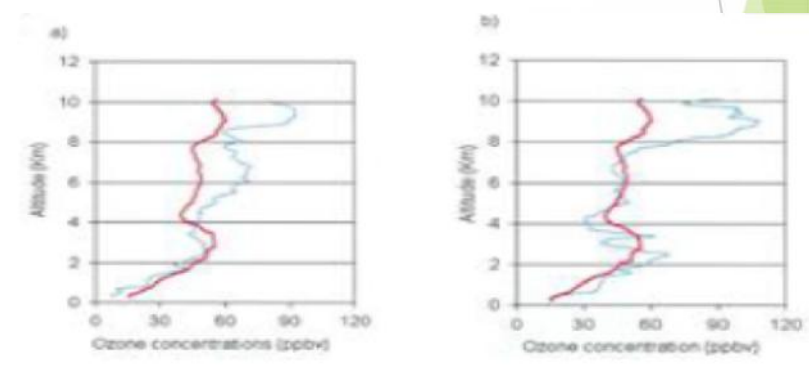 a)
12
10
8
6
4
2
0
Altitude (Km)
0 30 60 90 120
Ozone concentrations (ppbv)
b)
12
10
8
6
4
2
0
Altitude (Km)
0 30 60 90 120
Ozone concentration (ppbv)